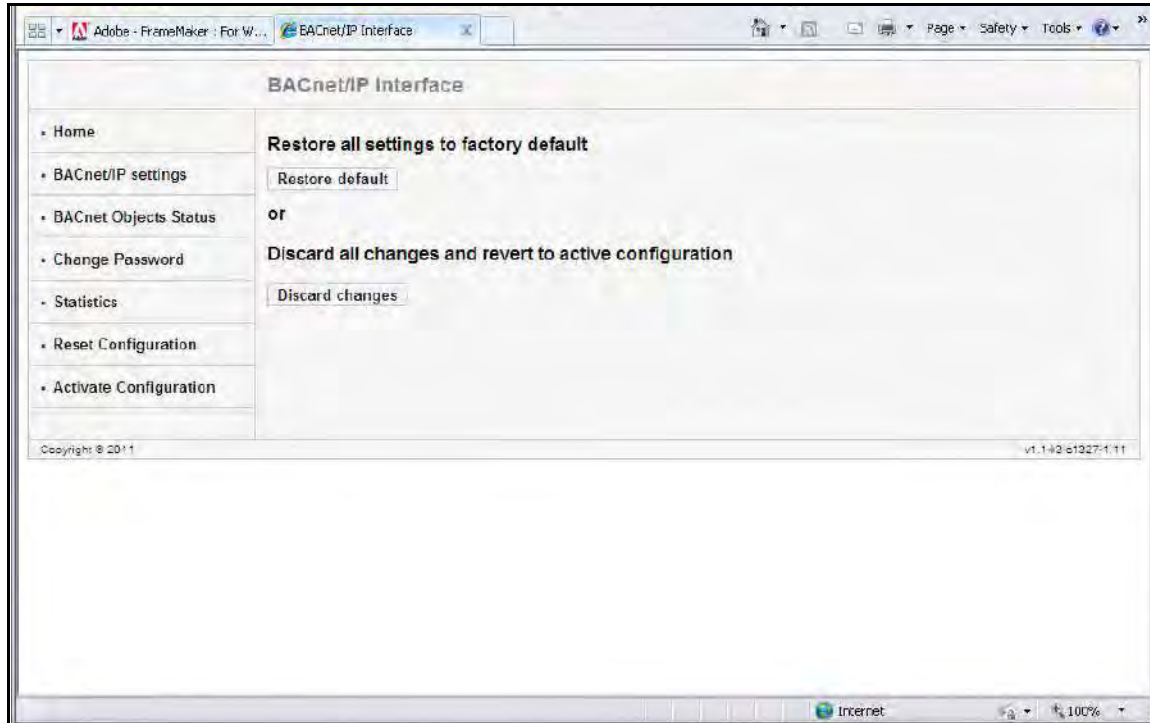 Adobe - FrameMaker : For W... BACnet/IP Interface Page Safety Tools »
BACnet/IP Interface
Home
BACnet/IP settings
BACnet Objects Status
Change Password
Statistics
Reset Configuration
Activate Configuration
Restore all settings to factory default
Restore default
or
Discard all changes and revert to active configuration
Discard changes
Copyright © 2011
Internet 100%